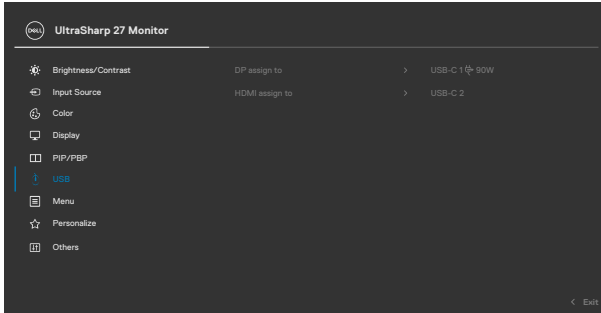 DELL UltraSharp 27 Monitor
Brightness/Contrast DP assign to > USB-C 1 90W
Input Source HDMI assign to > USB-C 2
Color
Display
PIP/PBP
USB
Menu
Personalize
Others
< Exit